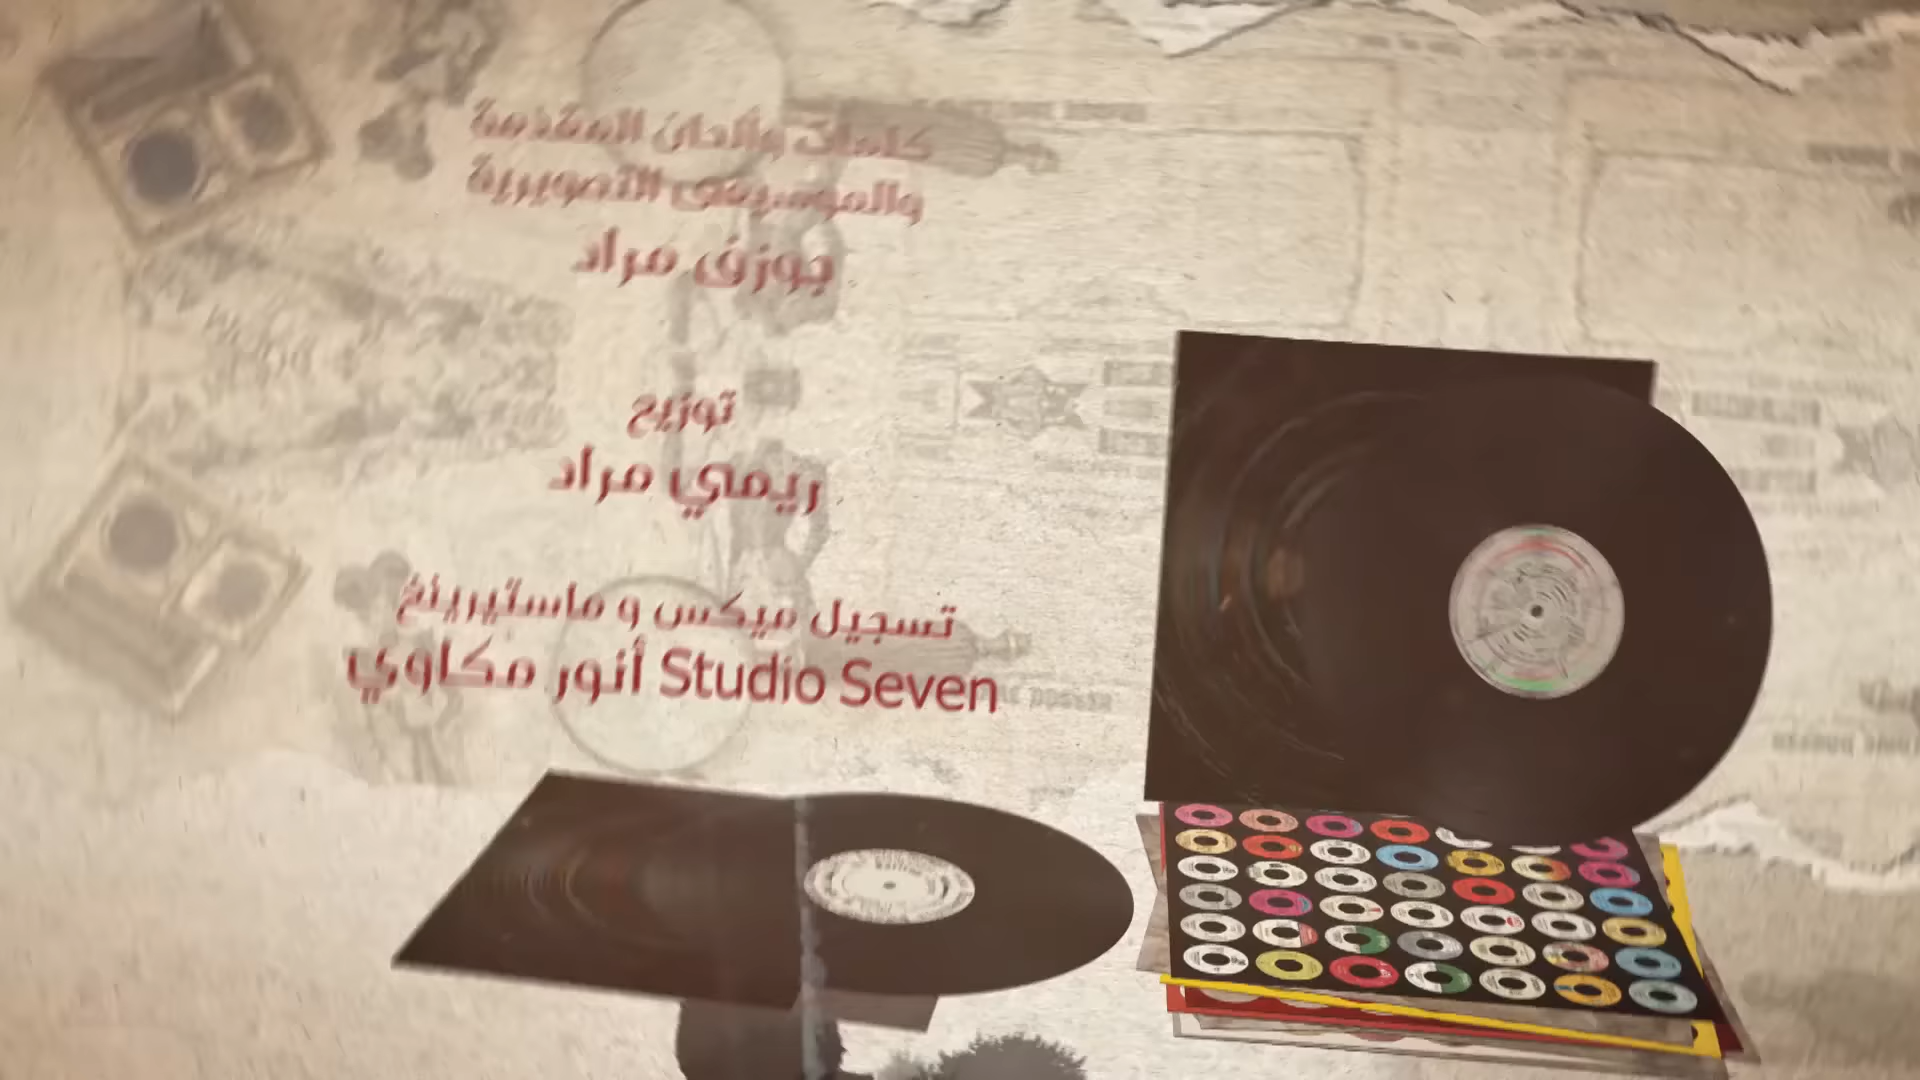 كلمات وألحان المقدمة
والموسيقى التصويرية
جوزف مراد
توزيع
ريمي مراد
تسجيل ميكس و ماستيرينغ
أنور مكاوي Studio Seven